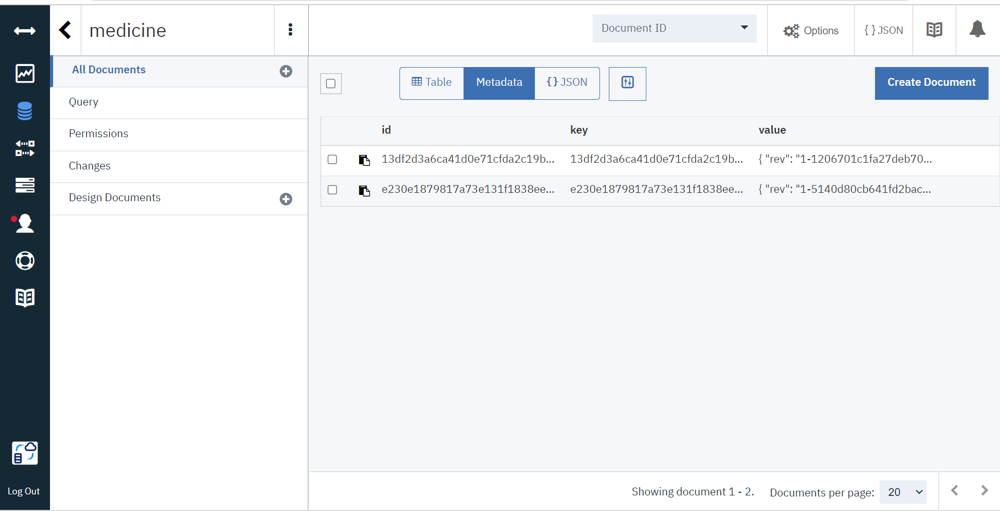 medicine
Document ID
Options
{ } JSON
All Documents
Query
Permissions
Changes
Design Documents
Log Out
Table
Metadata
{ } JSON
Create Document
id key value
13df2d3a6ca41d0e71cfda2c19b... 13df2d3a6ca41d0e71cfda2c19b... { "rev": "1-1206701c1fa27deb70...
e230e1879817a73e131f1838ee... e230e1879817a73e131f1838ee... { "rev": "1-5140d80cb641fd2bac...
Showing document 1 - 2. Documents per page: 20